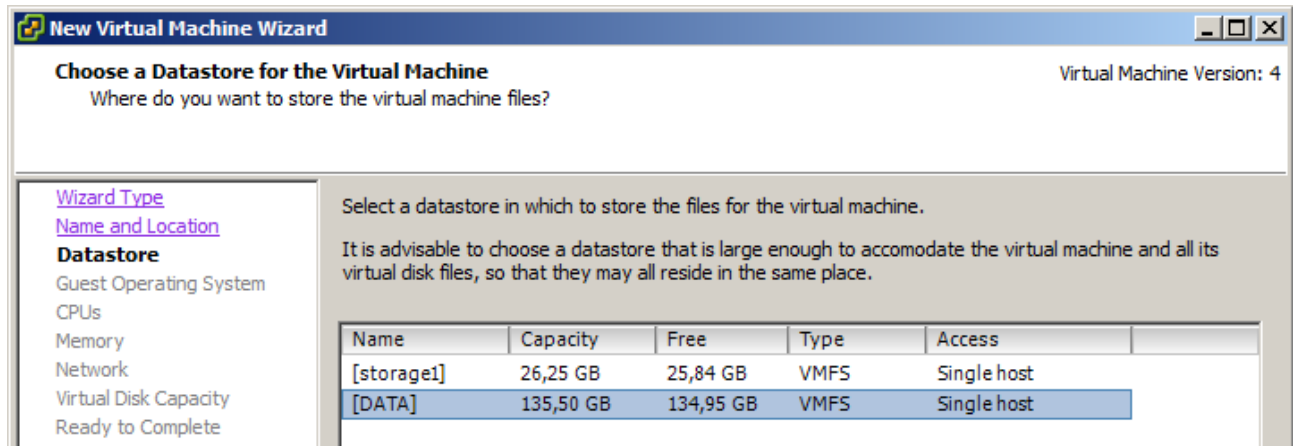 New Virtual Machine Wizard
Choose a Datastore for the Virtual Machine
Virtual Machine Version: 4
Where do you want to store the virtual machine files?
Wizard Type
Name and Location
Datastore
Guest Operating System
CPUs
Memory
Network
Virtual Disk Capacity
Ready to Complete
Select a datastore in which to store the files for the virtual machine.
It is advisable to choose a datastore that is large enough to accomodate the virtual machine and all its
virtual disk files, so that they may all reside in the same place.
Name Capacity Free Type Access
[storage1] 26,25 GB 25,84 GB VMFS Single host
[DATA] 135,50 GB 134,95 GB VMFS Single host